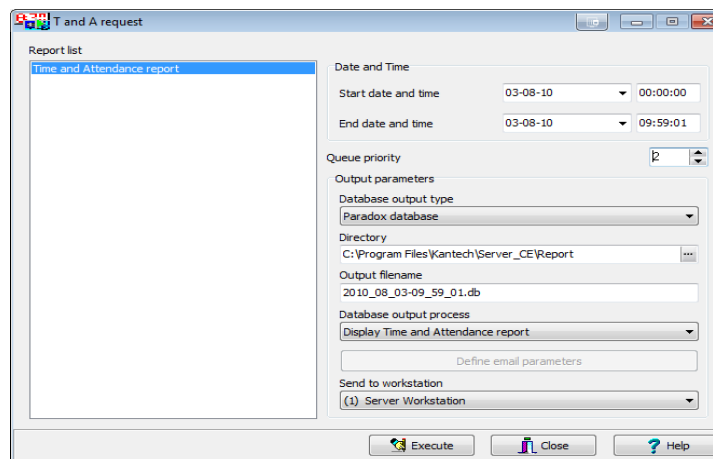 T and A request
Report list
Time and Attendance report
Date and Time
Start date and time 03-08-10 00:00:00
End date and time 03-08-10 09:59:01
Queue priority 2
Output parameters
Database output type
Paradox database
Directory
C:\Program Files\Kantech\Server_CE\Report ...
Output filename
2010_08_03-09_59_01.db
Database output process
Display Time and Attendance report
Define email parameters
Send to workstation
(1) Server Workstation
Execute Close ? Help